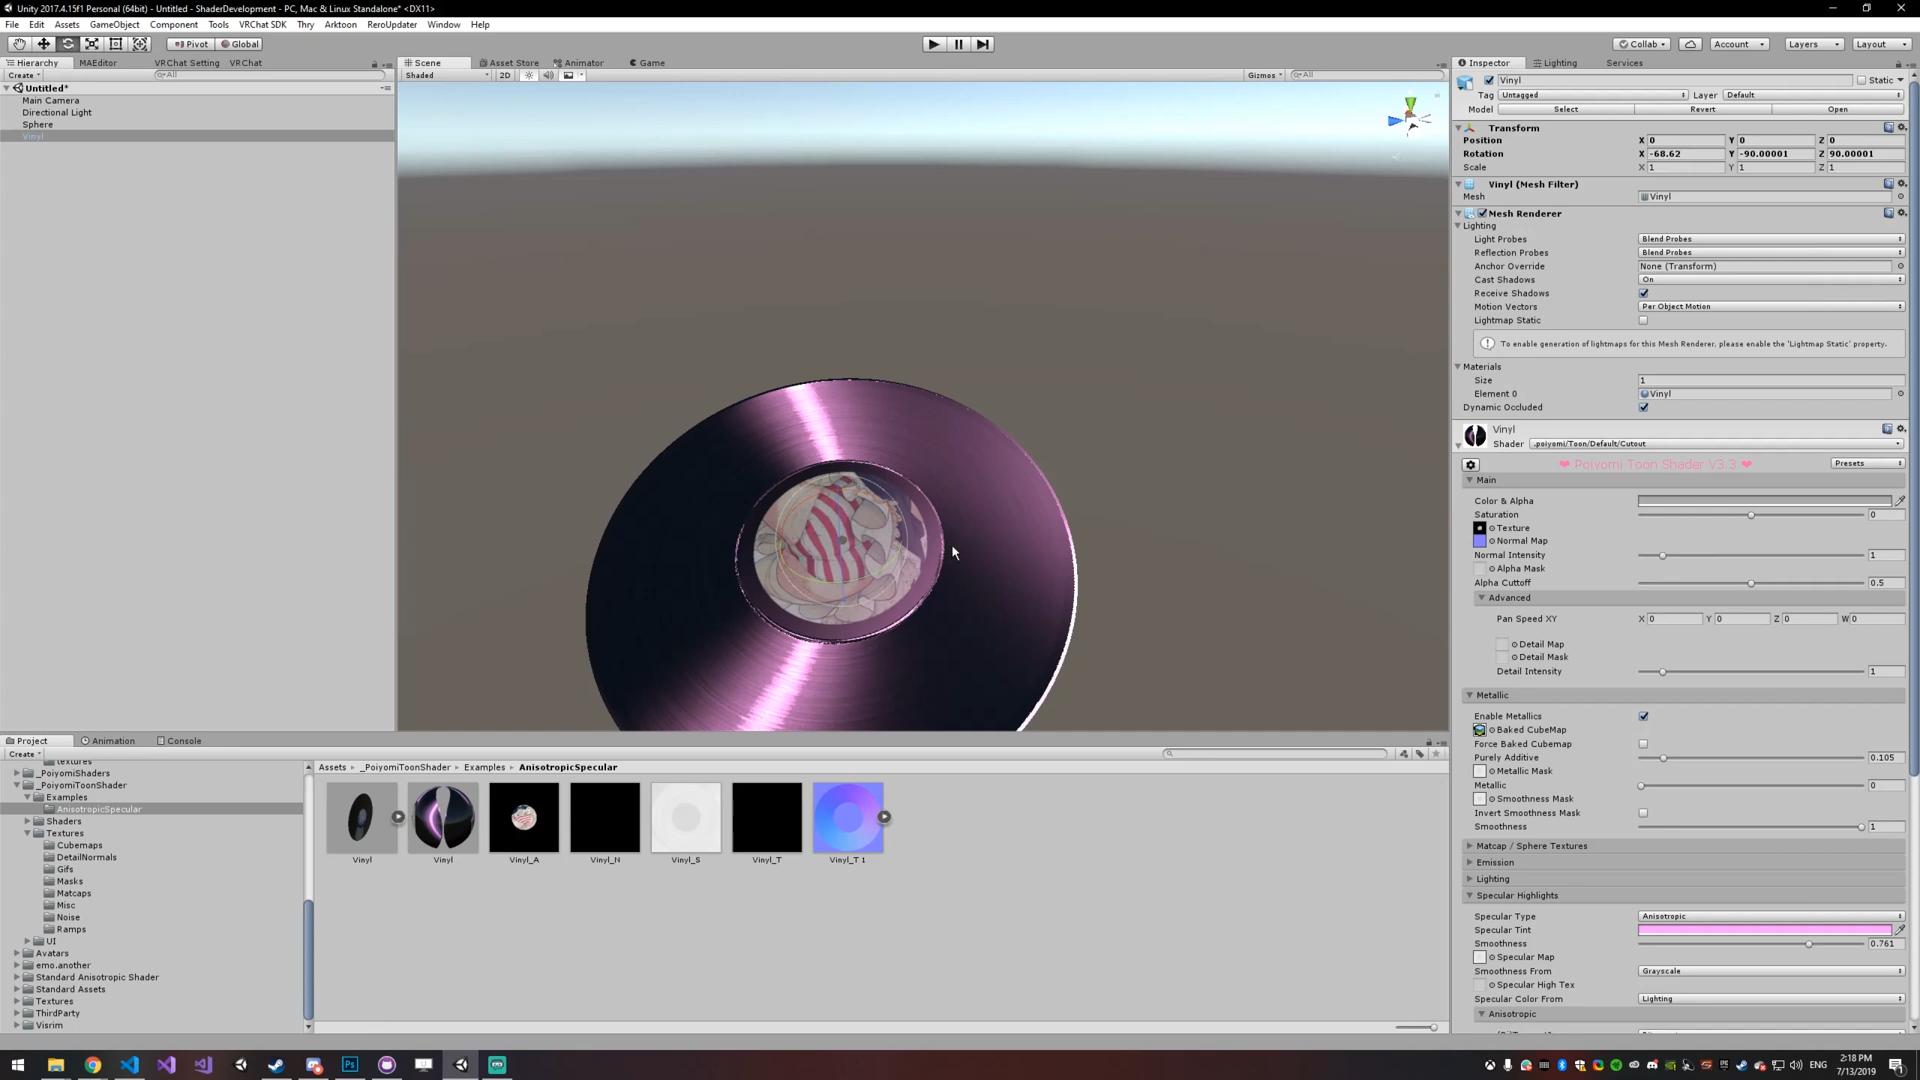 Unity 2017.4.15f1 Personal (64bit) - Untitled - ShaderDevelopment - PC, Mac & Linux Standalone* <DX11>
File Edit Assets GameObject Component Tools VRChat SDK Thry Arktoon ReroUpdater Window Help
Pivot Global Collab Account Layers Layout
Hierarchy MAEditor VRChat Setting VRChat Scene Asset Store Animator Game Inspector Lighting Services
Create All Shaded 2D Gizmos All
Vinyl Static
Untitled*
Tag Untagged Layer Default
Main Camera
Model Select Revert Open
Directional Light
Sphere
Transform
Vinyl
Position X 0 Y 0 Z 0
Rotation X -68.62 Y -90.00001 Z 90.00001
Scale X 1 Y 1 Z 1
Vinyl (Mesh Filter)
Mesh Vinyl
Mesh Renderer
Lighting
Light Probes Blend Probes
Reflection Probes Blend Probes
Anchor Override None (Transform)
Cast Shadows On
Receive Shadows
Motion Vectors Per Object Motion
Lightmap Static
To enable generation of lightmaps for this Mesh Renderer, please enable the 'Lightmap Static' property.
Materials
Size 1
Element 0 Vinyl
Dynamic Occluded
Vinyl
Shader .poiyomi/Toon/Default/Cutout
❤ Poiyomi Toon Shader V3.3 ❤ Presets
Main
Color & Alpha
Saturation 0
Texture
Normal Map
Normal Intensity 1
Alpha Mask
Alpha Cuttoff 0.5
Advanced
Pan Speed XY X 0 Y 0 Z 0 W 0
Detail Map
Detail Mask
Detail Intensity 1
Metallic
Enable Metallics
Baked CubeMap
Force Baked Cubemap
Purely Additive 0.105
Metallic Mask
Metallic 0
Smoothness Mask
Invert Smoothness Mask
Smoothness 1
Matcap / Sphere Textures
Emission
Lighting
Specular Highlights
Specular Type Anisotropic
Specular Tint
Smoothness 0.761
Specular Map
Smoothness From Grayscale
Specular High Tex
Specular Color From Lighting
Anisotropic
Project Animation Console
Create
Assets ▸ _PoiyomiToonShader ▸ Examples ▸ AnisotropicSpecular
_PoiyomiShaders
_PoiyomiToonShader
Examples
AnisotropicSpecular
Shaders
Textures
Cubemaps
DetailNormals
Gifs
Masks
Matcaps
Misc
Noise
Ramps
UI
Avatars
emo.another
Standard Anisotropic Shader
Standard Assets
Textures
ThirdParty
Visrim
Vinyl Vinyl Vinyl_A Vinyl_N Vinyl_S Vinyl_T Vinyl_T 1
ENG
2:18 PM
7/13/2019